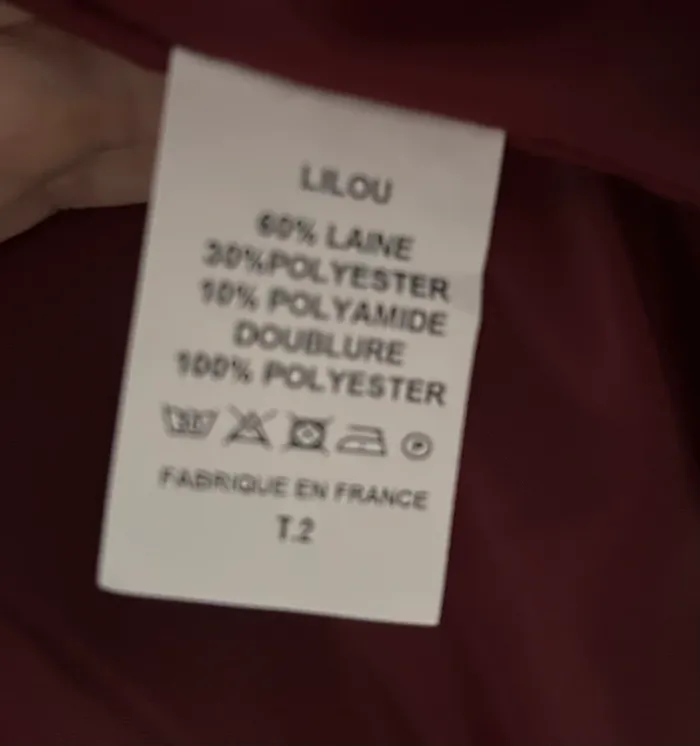 LILOU
60% LAINE
30%POLYESTER
10% POLYAMIDE
DOUBLURE
100% POLYESTER
FABRIQUE EN FRANCE
T.2